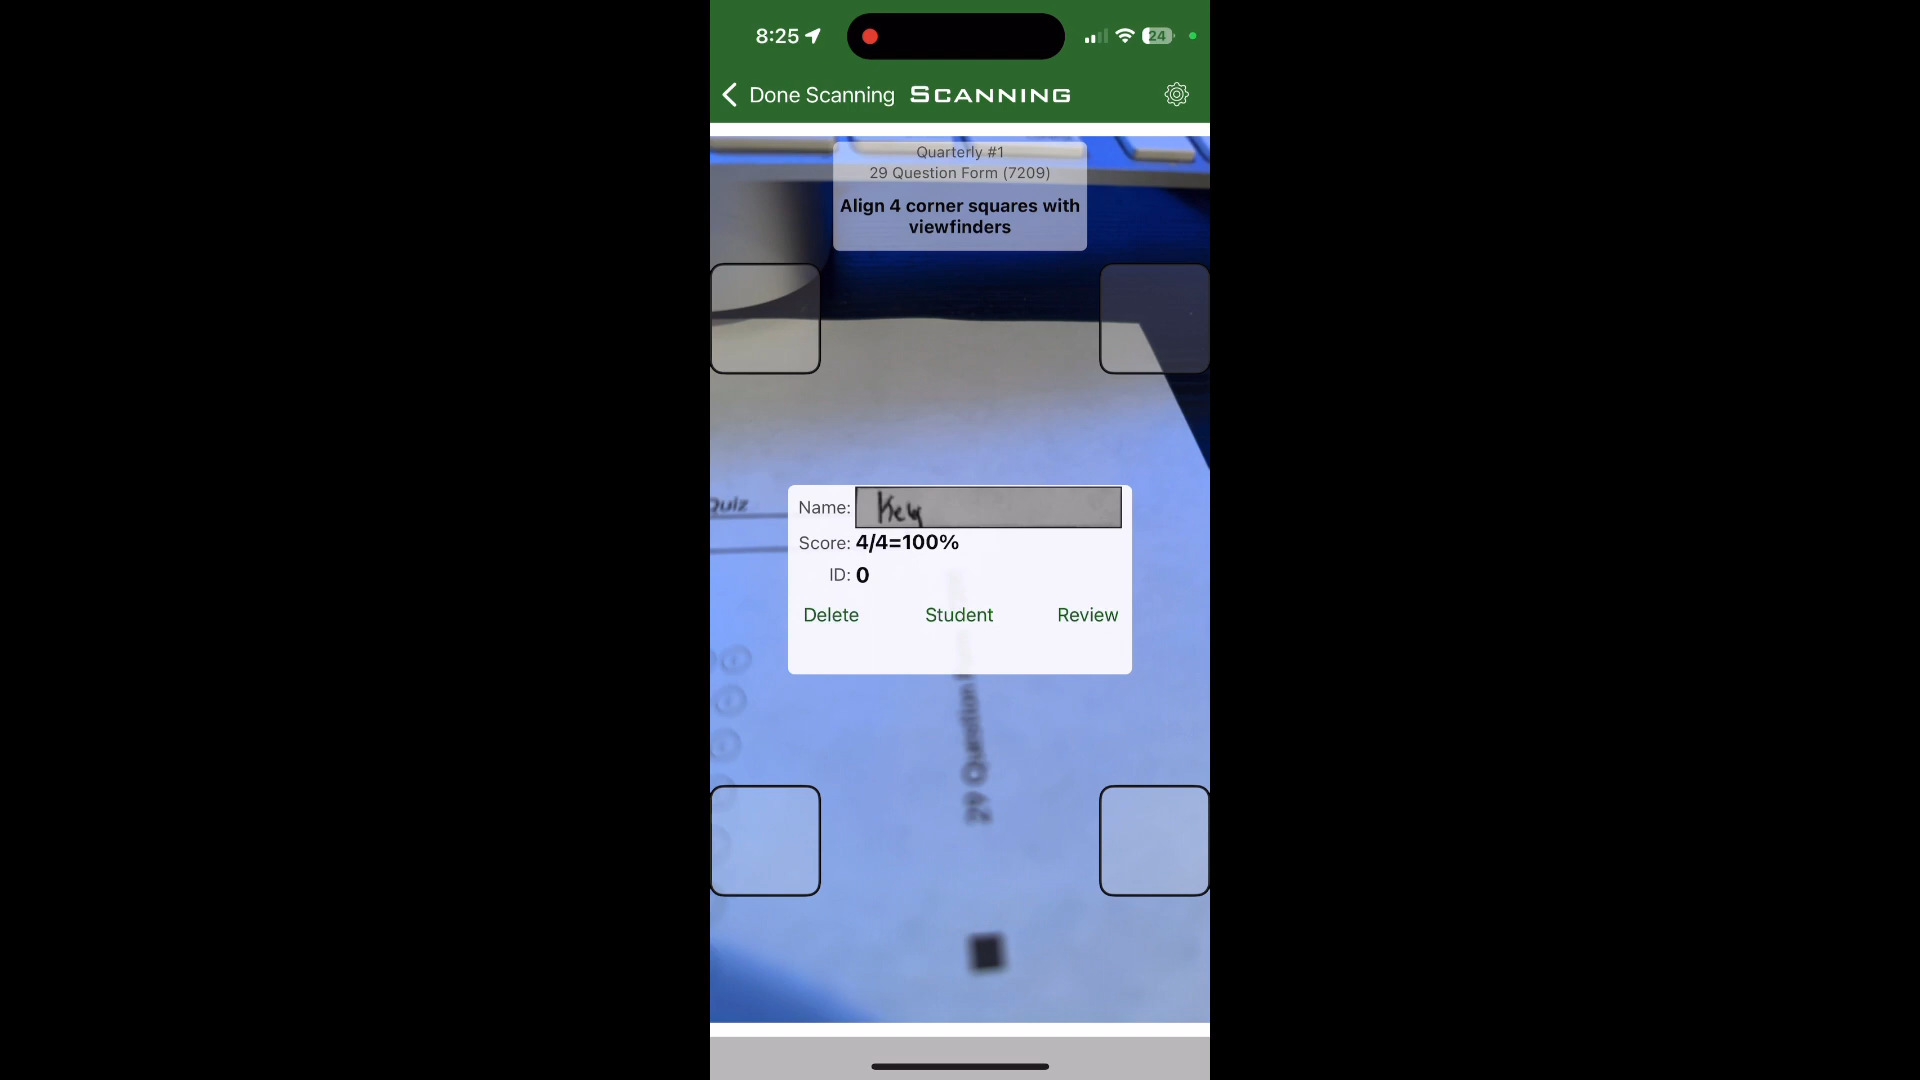 8:25
24
Done Scanning SCANNING
Quarterly #1
29 Question Form (7209)
Align 4 corner squares with
viewfinders
Quiz
Name: Key
Score: 4/4=100%
ID: 0
Delete Student Review
29 Question